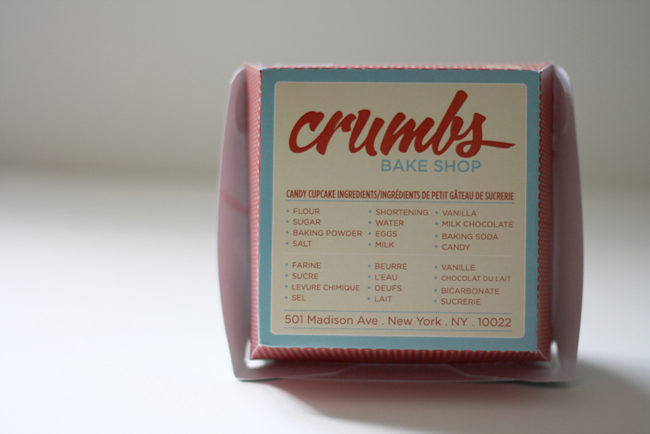 crumbs
BAKE SHOP
CANDY CUPCAKE INGREDIENTS/INGRÉDIENTS DE PETIT GÂTEAU DE SUCRERIE
• FLOUR • SHORTENING • VANILLA
• SUGAR • WATER • MILK CHOCOLATE
• BAKING POWDER • EGGS • BAKING SODA
• SALT • MILK • CANDY
• FARINE • BEURRE • VANILLE
• SUCRE • L'EAU • CHOCOLAT DU LAIT
• LEVURE CHIMIQUE • OEUFS • BICARBONATE
• SEL • LAIT • SUCRERIE
501 Madison Ave . New York . NY . 10022